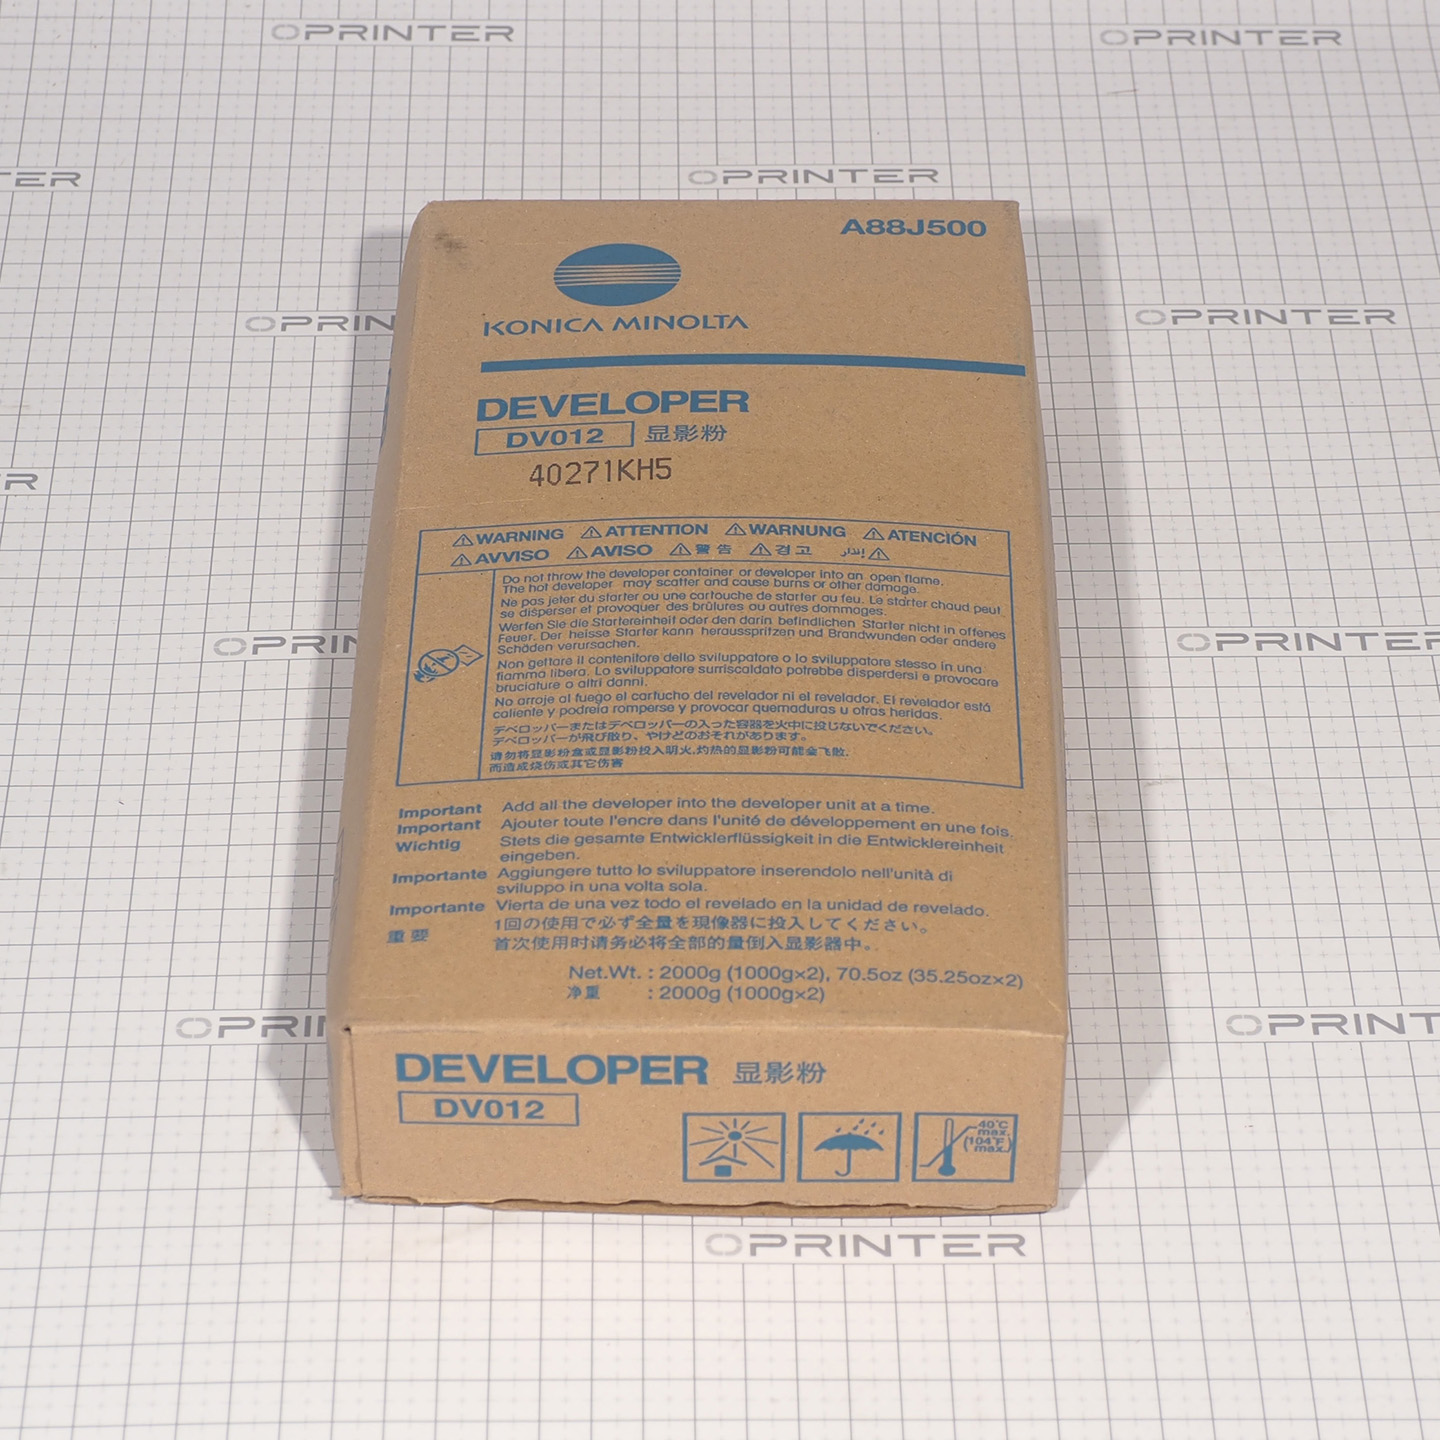 OPRINTER
OPRINTER
TER
OPRINTER
A88J500
KONICA MINOLTA
OPRIN
OPRINTER
DEVELOPER
DV012 显影粉
R
40271KH5
⚠WARNING ⚠ATTENTION ⚠WARNUNG ⚠ATENCIÓN
⚠AVVISO ⚠AVISO ⚠警告 ⚠경고 إنذار⚠
Do not throw the developer container or developer into an open flame.
The hot developer may scatter and cause burns or other damage.
Ne pas jeter du starter ou une cartouche de starter au feu. Le starter chaud peut
se disperser et provoquer des brûlures ou autres dommages.
Werfen Sie die Startereinheit oder den darin befindlichen Starter nicht in offenes
Feuer. Der heisse Starter kann herausspritzen und Brandwunden oder andere
Schäden verursachen.
Non gettare il contenitore dello sviluppatore o lo sviluppatore stesso in una
fiamma libera. Lo sviluppatore surriscaldato potrebbe disperdersi e provocare
bruciature o altri danni.
No arroje al fuego el cartucho del revelador ni el revelador. El revelador está
caliente y podreía romperse y provocar quemaduras u otras heridas.
デベロッパーまたはデベロッパーの入った容器を火中に投じないでください。
デベロッパーが飛び散り、やけどのおそれがあります。
请勿将显影粉盒或显影粉投入明火.灼热的显影粉可能会飞散.
而造成烧伤或其它伤害
OPRI
OPRINTER
Important Add all the developer into the developer unit at a time.
Important Ajouter toute l'encre dans l'unité de développement en une fois.
Wichtig Stets die gesamte Entwicklerflüssigkeit in die Entwicklereinheit
eingeben.
Importante Aggiungere tutto lo sviluppatore inserendolo nell'unità di
sviluppo in una volta sola.
Importante Vierta de una vez todo el revelado en la unidad de revelado.
重要 1回の使用で必ず全量を現像器に投入してください。
首次使用时请务必将全部的量倒入显影器中。
Net.Wt. : 2000g (1000g×2), 70.5oz (35.25oz×2)
净重 : 2000g (1000g×2)
OPRI
OPRINT
DEVELOPER 显影粉
DV012
40°C
max.
(104°F
max.)
OPRINTER